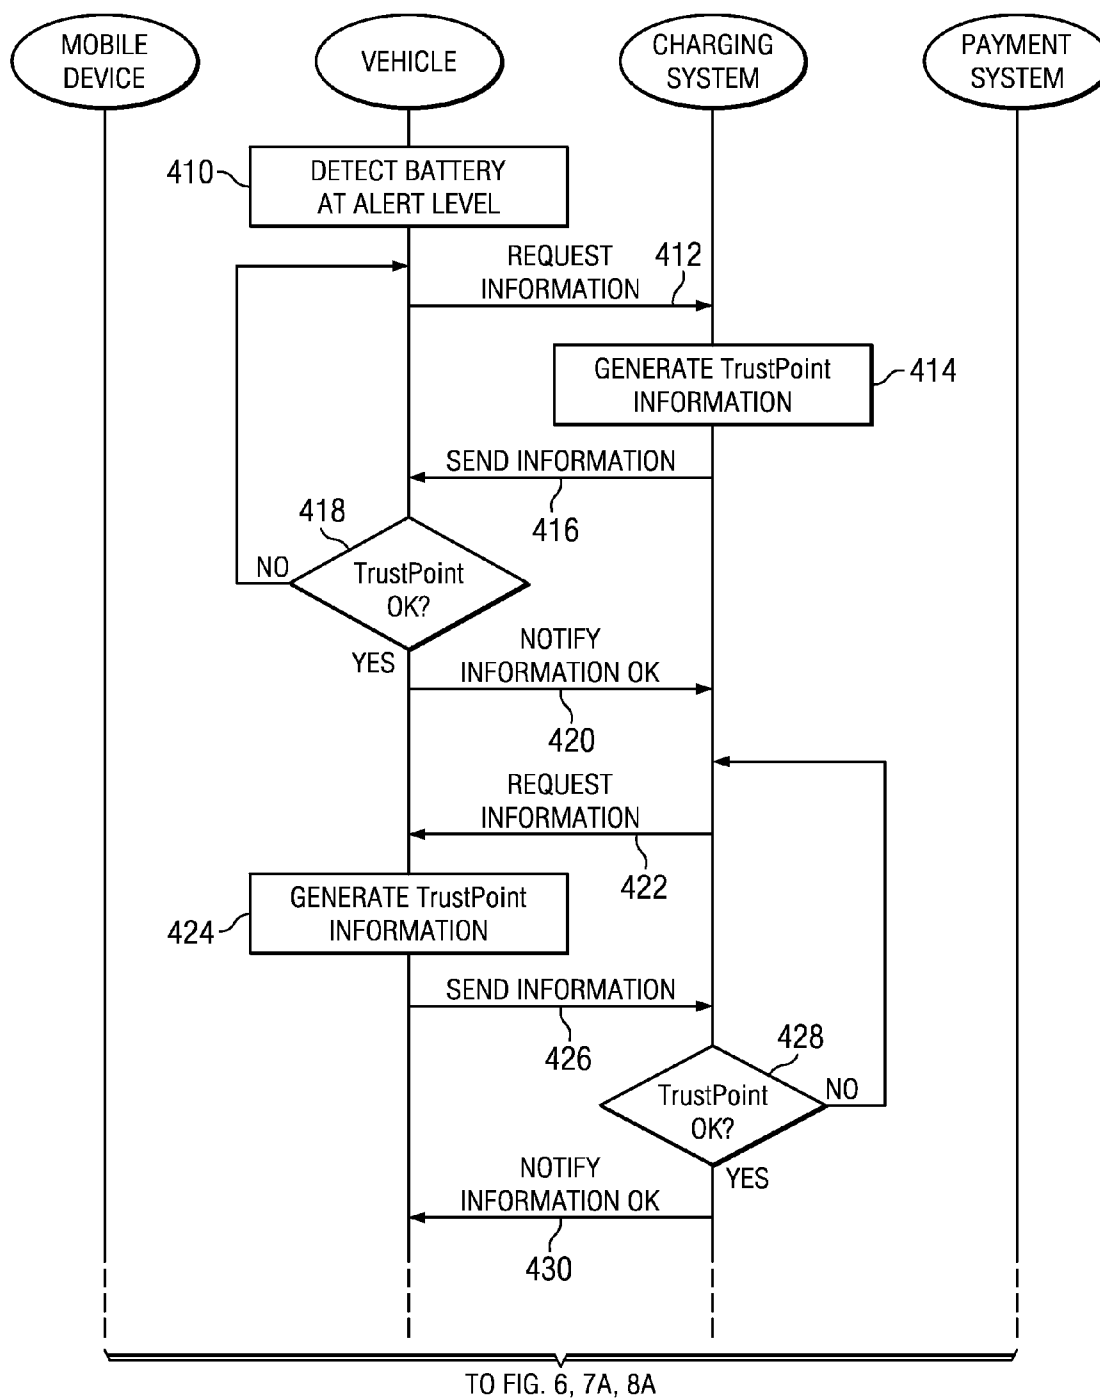 MOBILE
DEVICE
VEHICLE
CHARGING
SYSTEM
PAYMENT
SYSTEM
410
DETECT BATTERY
AT ALERT LEVEL
REQUEST
INFORMATION
412
GENERATE TrustPoint
INFORMATION
414
SEND INFORMATION
416
418
NO
TrustPoint
OK?
YES
NOTIFY
INFORMATION OK
420
REQUEST
INFORMATION
422
424
GENERATE TrustPoint
INFORMATION
SEND INFORMATION
426
428
TrustPoint
OK?
NO
YES
NOTIFY
INFORMATION OK
430
TO FIG. 6, 7A, 8A